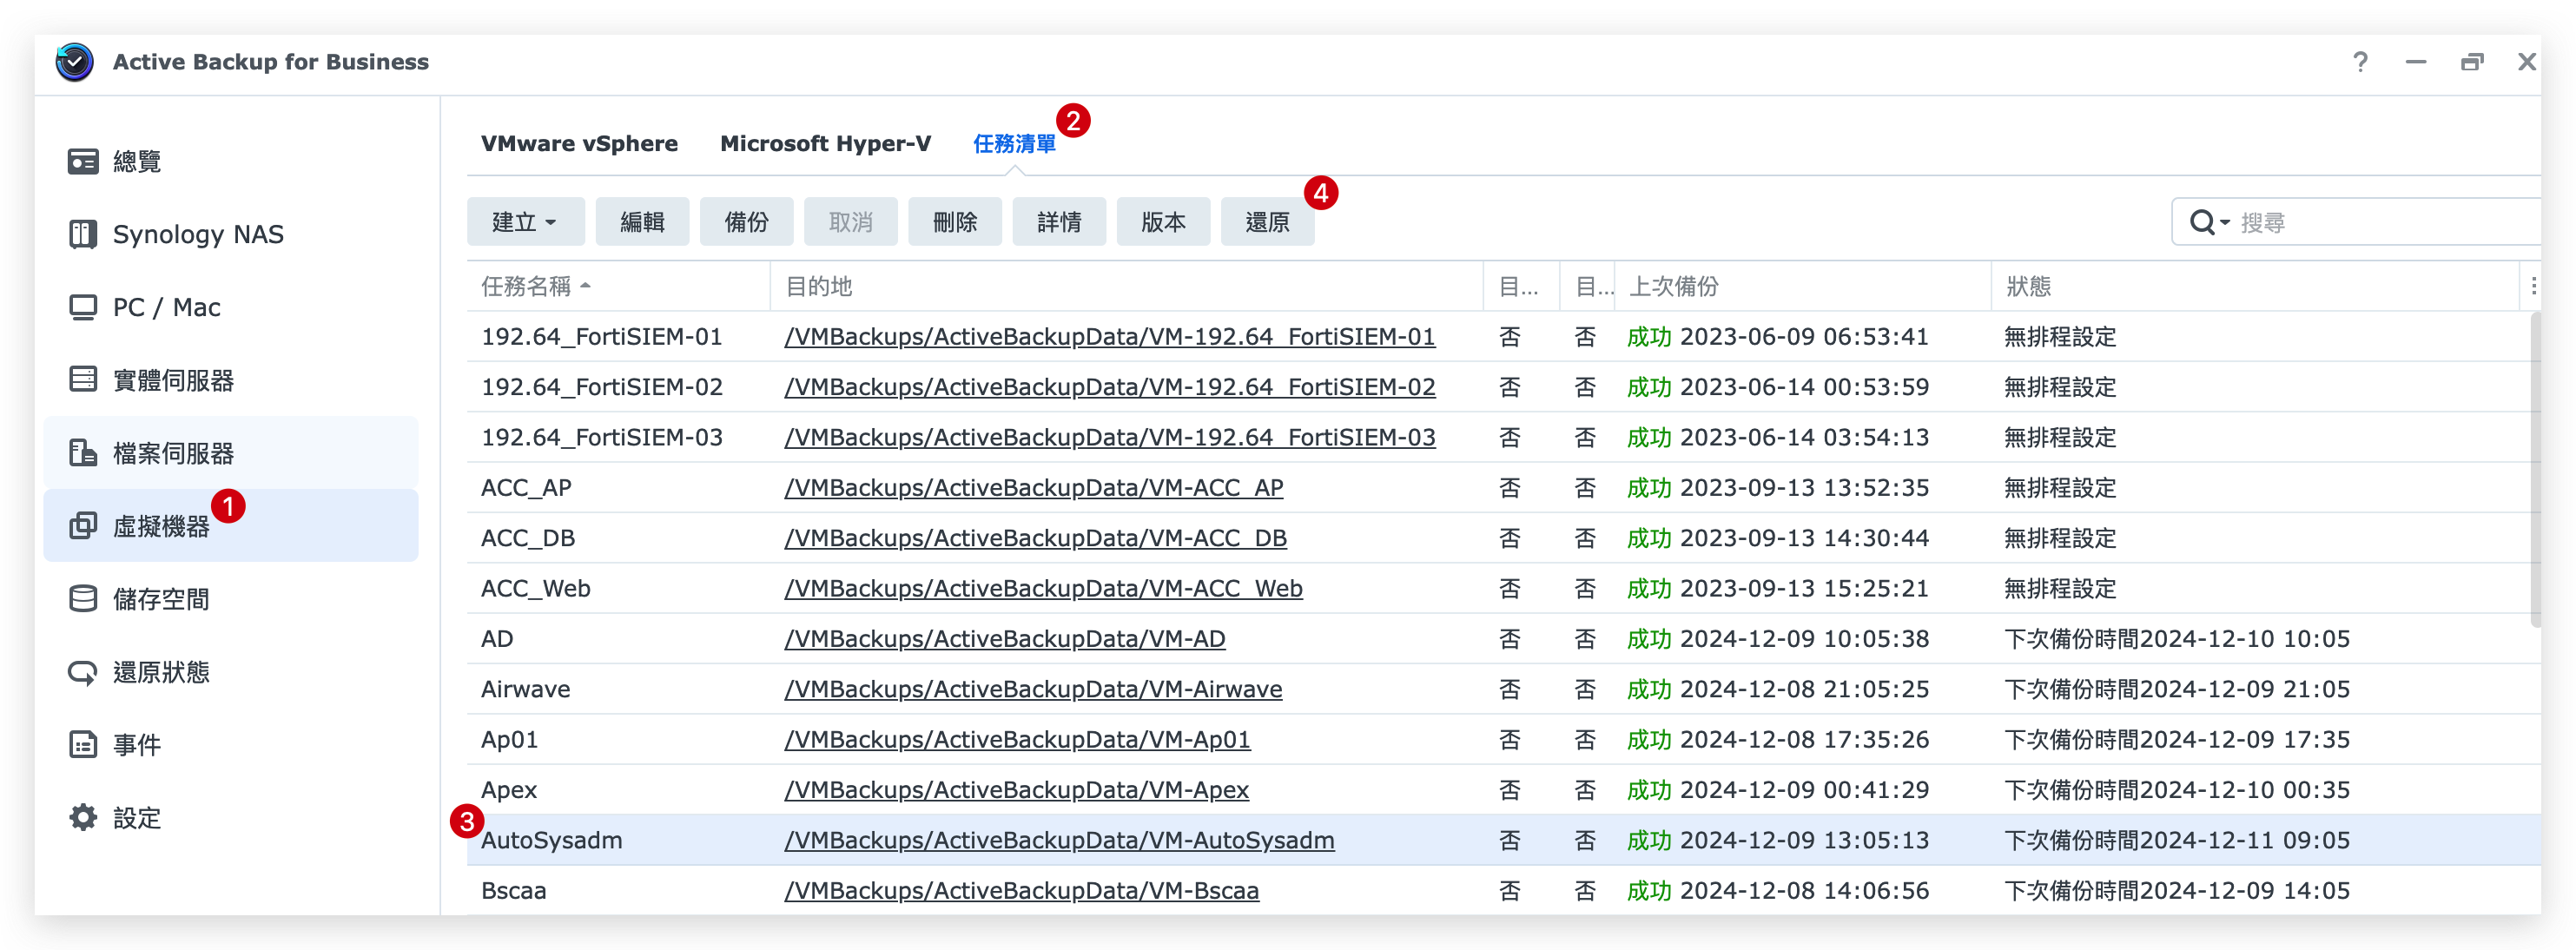 Active Backup for Business
總覽
Synology NAS
PC / Mac
實體伺服器
檔案伺服器
虛擬機器 1
儲存空間
還原狀態
事件
設定
VMware vSphere Microsoft Hyper-V 任務清單 2
建立 編輯 備份 取消 刪除 詳情 版本 還原 4 搜尋
任務名稱 目的地 目... 目... 上次備份 狀態
192.64_FortiSIEM-01 /VMBackups/ActiveBackupData/VM-192.64_FortiSIEM-01 否 否 成功 2023-06-09 06:53:41 無排程設定
192.64_FortiSIEM-02 /VMBackups/ActiveBackupData/VM-192.64_FortiSIEM-02 否 否 成功 2023-06-14 00:53:59 無排程設定
192.64_FortiSIEM-03 /VMBackups/ActiveBackupData/VM-192.64_FortiSIEM-03 否 否 成功 2023-06-14 03:54:13 無排程設定
ACC_AP /VMBackups/ActiveBackupData/VM-ACC_AP 否 否 成功 2023-09-13 13:52:35 無排程設定
ACC_DB /VMBackups/ActiveBackupData/VM-ACC_DB 否 否 成功 2023-09-13 14:30:44 無排程設定
ACC_Web /VMBackups/ActiveBackupData/VM-ACC_Web 否 否 成功 2023-09-13 15:25:21 無排程設定
AD /VMBackups/ActiveBackupData/VM-AD 否 否 成功 2024-12-09 10:05:38 下次備份時間2024-12-10 10:05
Airwave /VMBackups/ActiveBackupData/VM-Airwave 否 否 成功 2024-12-08 21:05:25 下次備份時間2024-12-09 21:05
Ap01 /VMBackups/ActiveBackupData/VM-Ap01 否 否 成功 2024-12-08 17:35:26 下次備份時間2024-12-09 17:35
Apex /VMBackups/ActiveBackupData/VM-Apex 否 否 成功 2024-12-09 00:41:29 下次備份時間2024-12-10 00:35
3 AutoSysadm /VMBackups/ActiveBackupData/VM-AutoSysadm 否 否 成功 2024-12-09 13:05:13 下次備份時間2024-12-11 09:05
Bscaa /VMBackups/ActiveBackupData/VM-Bscaa 否 否 成功 2024-12-08 14:06:56 下次備份時間2024-12-09 14:05